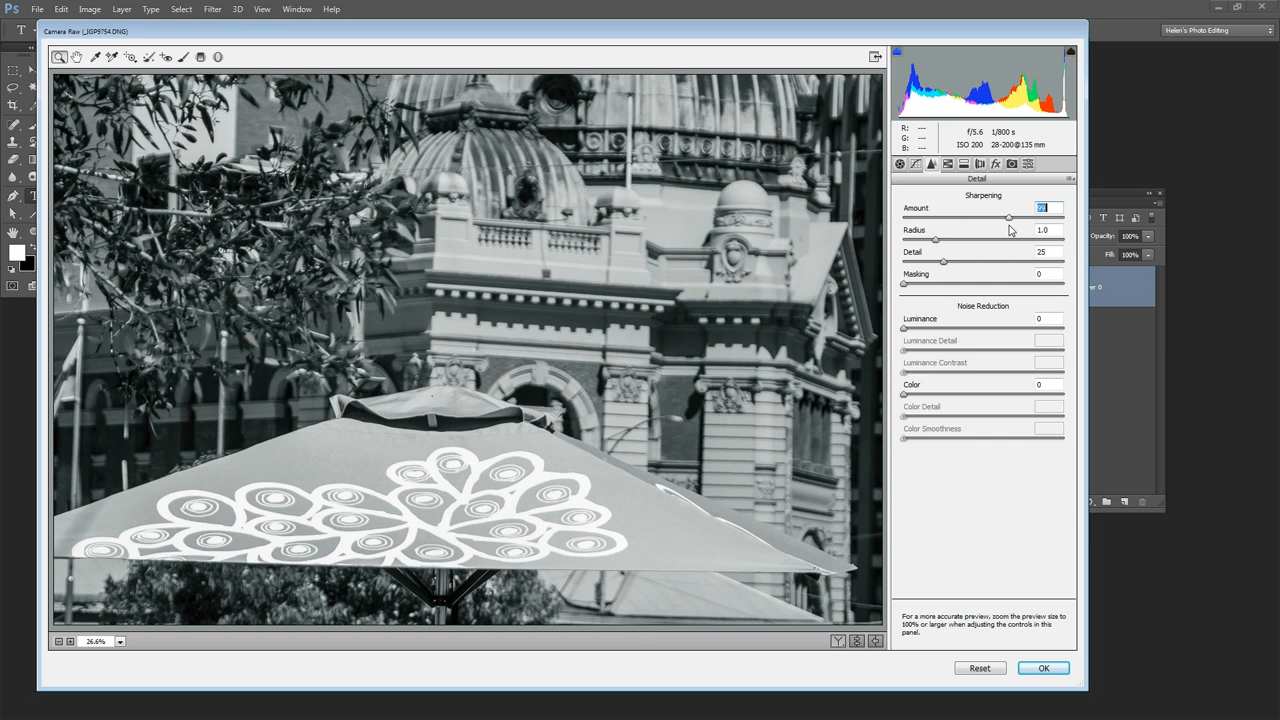 Ps File Edit Image Layer Type Select Filter 3D View Window Help
Camera Raw (_IGP9754.DNG)
Helen's Photo Editing
R: ---
G: ---
B: ---
f/5.6 1/800 s
ISO 200 28-200@135 mm
Detail
Sharpening
Amount
Radius 1.0
Detail 25
Masking 0
Noise Reduction
Luminance 0
Luminance Detail
Luminance Contrast
Color 0
Color Detail
Color Smoothness
Opacity: 100%
Fill: 100%
For a more accurate preview, zoom the preview size to
100% or larger when adjusting the controls in this
panel.
26.6%
Reset OK